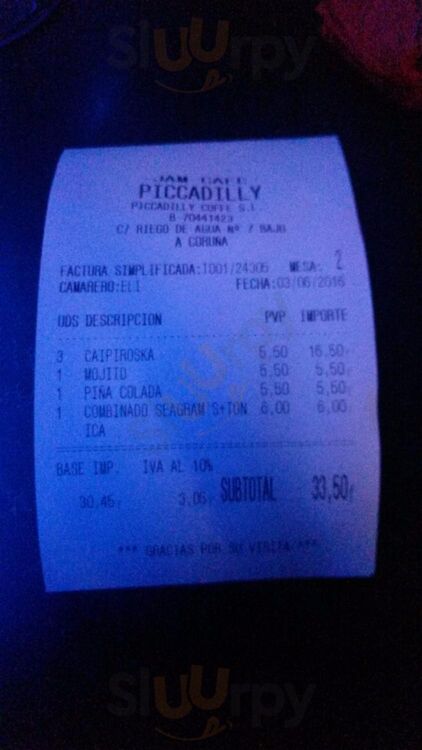 Sluurpy
JAM CAFE
PICCADILLY
PICCADILLY COFFE S.L
B-70441423
C/ RIEGO DE AGUA Nº 7 BAJO
A CORUÑA
FACTURA SIMPLIFICADA:T001/24305 MESA: 2
CAMARERO:ELI FECHA:03/06/2016
UDS DESCRIPCION PVP IMPORTE
3 CAIPIROSKA 5,50 16,50
1 MOJITO 5,50 5,50
1 PIÑA COLADA 5,50 5,50
1 COMBINADO SEAGRAM'S+TON 6,00 6,00
ICA
BASE IMP. IVA AL 10%
30,45 3,05 SUBTOTAL 33,50
*** GRACIAS POR SU VISITA ***
Sluurpy